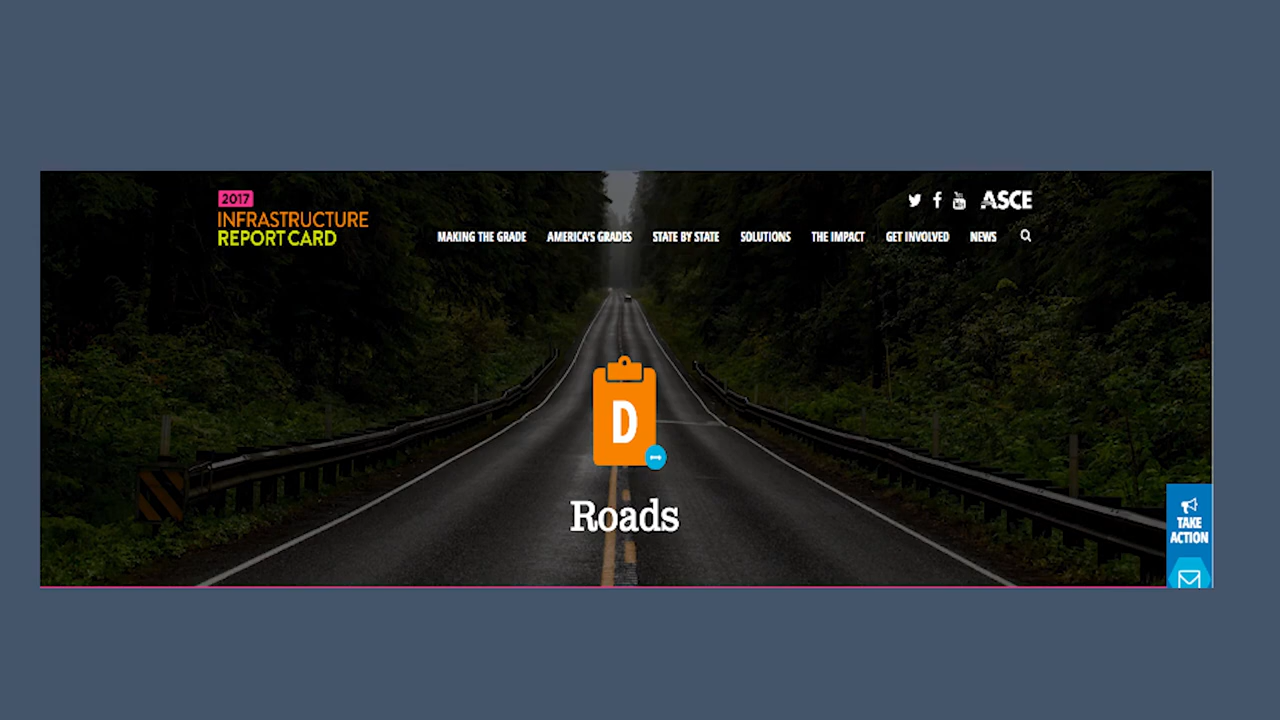 2017
INFRASTRUCTURE
REPORT CARD
ASCE
MAKING THE GRADE AMERICA'S GRADES STATE BY STATE SOLUTIONS THE IMPACT GET INVOLVED NEWS
D
Roads
TAKE
ACTION